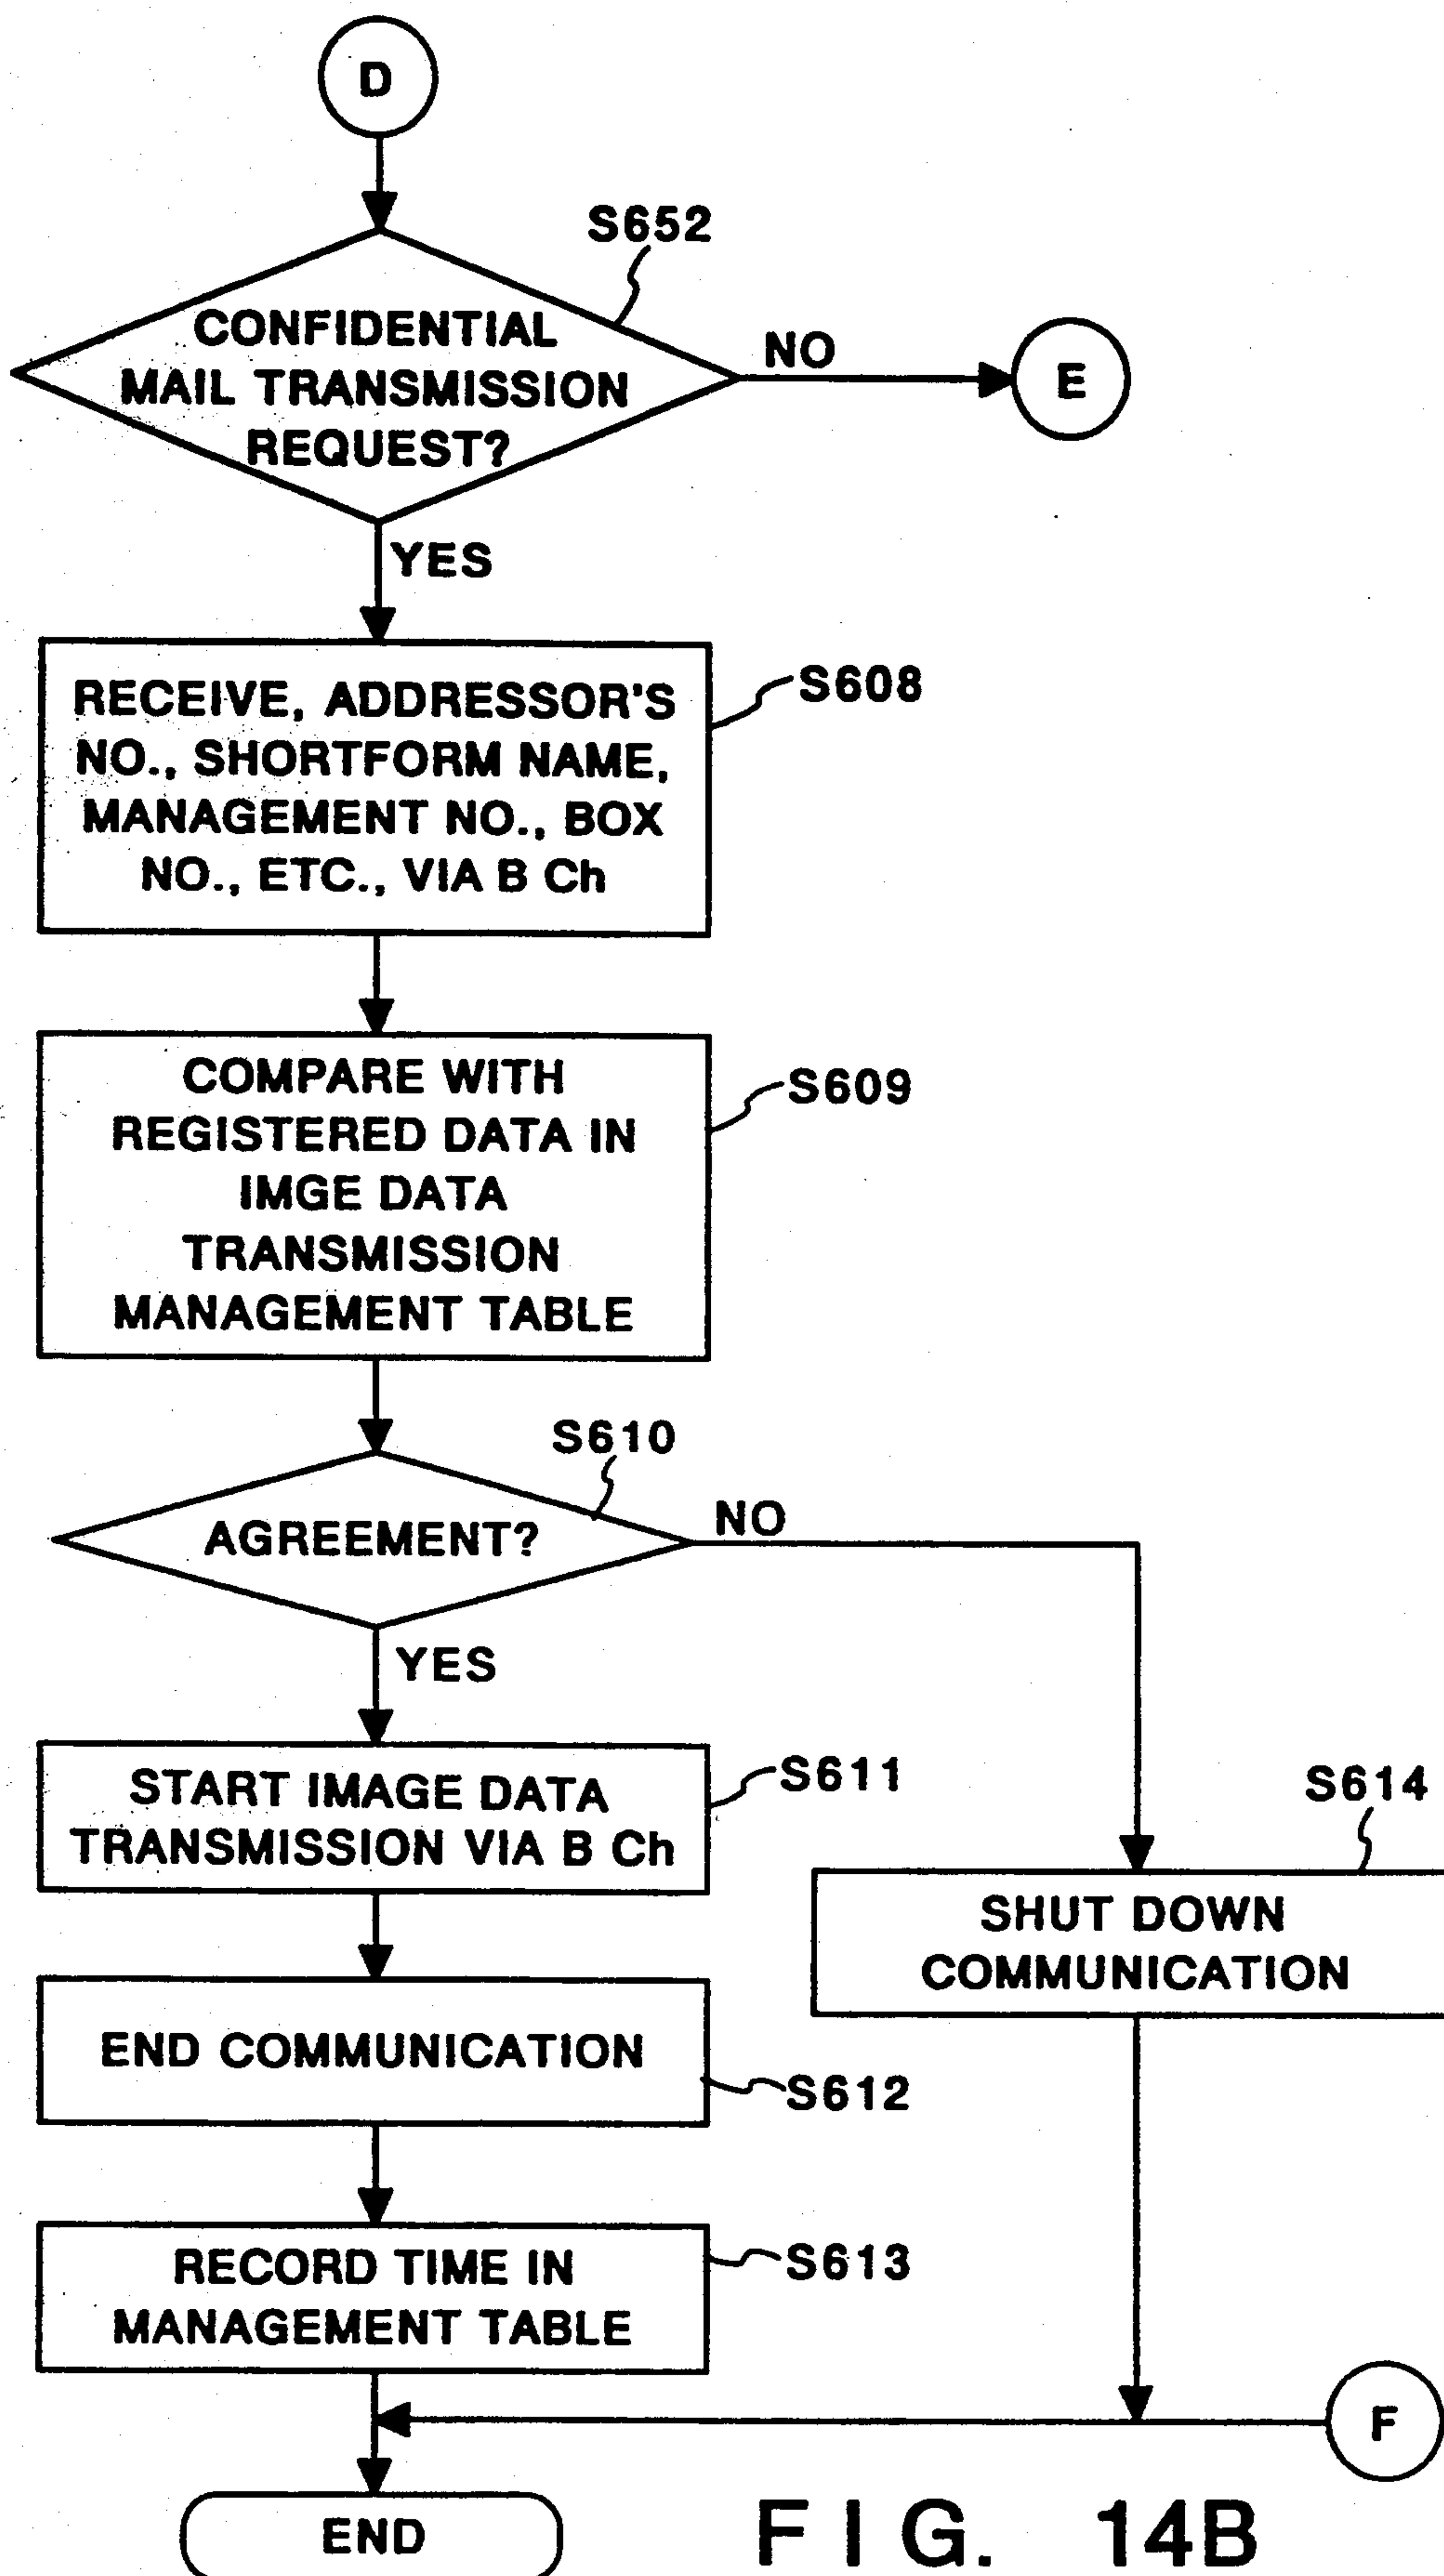 D
S652
CONFIDENTIAL
MAIL TRANSMISSION
REQUEST?
NO
E
YES
RECEIVE, ADDRESSOR'S
NO., SHORTFORM NAME,
MANAGEMENT NO., BOX
NO., ETC., VIA B Ch
S608
COMPARE WITH
REGISTERED DATA IN
IMGE DATA
TRANSMISSION
MANAGEMENT TABLE
S609
S610
AGREEMENT?
NO
YES
START IMAGE DATA
TRANSMISSION VIA B Ch
S611
S614
SHUT DOWN
COMMUNICATION
END COMMUNICATION
S612
RECORD TIME IN
MANAGEMENT TABLE
S613
F
END
FIG. 14B